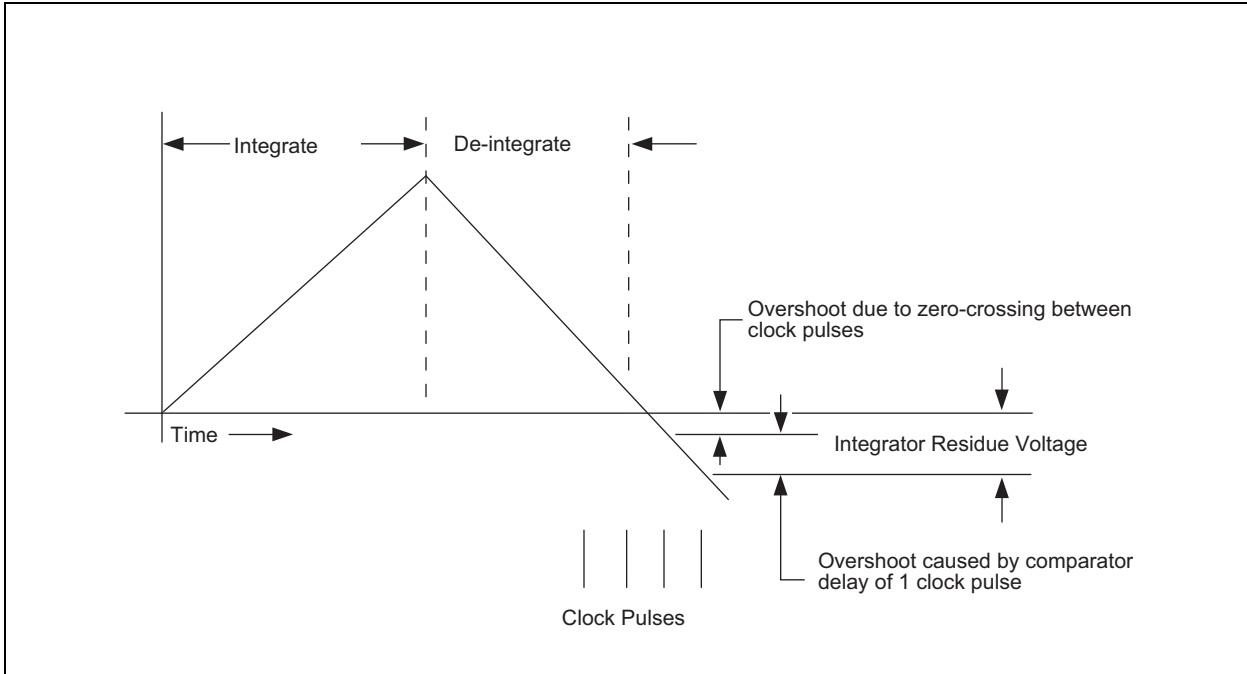 Integrate
De-integrate
Overshoot due to zero-crossing between
clock pulses
Time
Integrator Residue Voltage
Overshoot caused by comparator
delay of 1 clock pulse
Clock Pulses